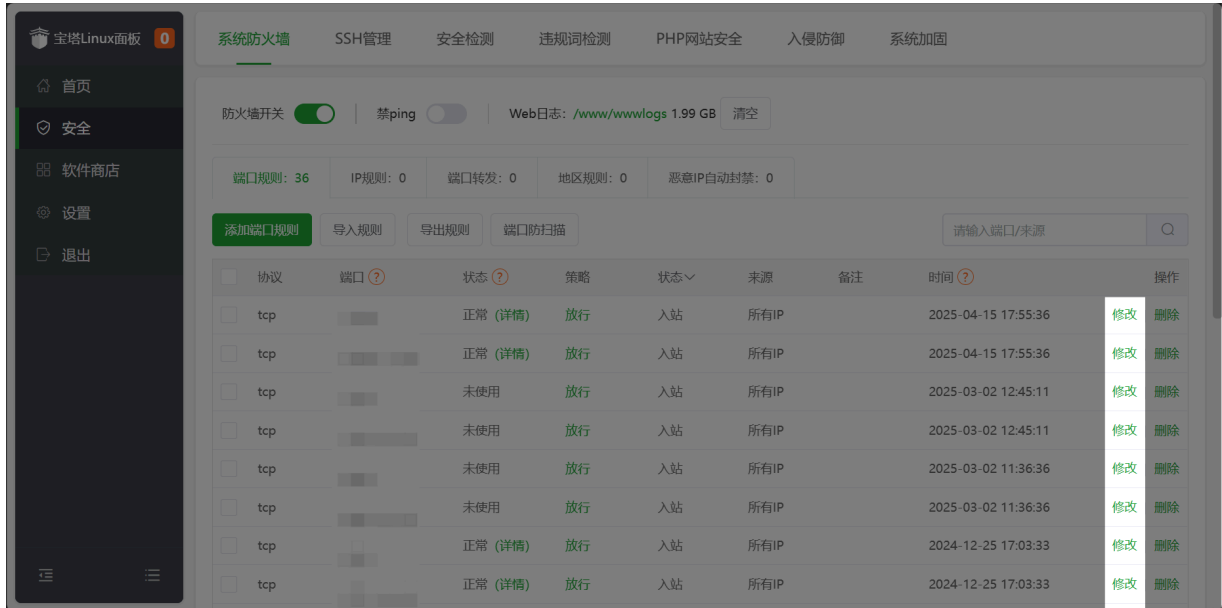 宝塔Linux面板 0
首页
安全
软件商店
设置
退出
系统防火墙 SSH管理 安全检测 违规词检测 PHP网站安全 入侵防御 系统加固
防火墙开关 禁ping Web日志: /www/wwwlogs 1.99 GB 清空
端口规则: 36 IP规则: 0 端口转发: 0 地区规则: 0 恶意IP自动封禁: 0
添加端口规则 导入规则 导出规则 端口防扫描 请输入端口/来源
协议 端口 ? 状态 ? 策略 状态 来源 备注 时间 ? 操作
tcp 正常 (详情) 放行 入站 所有IP 2025-04-15 17:55:36 修改 删除
tcp 正常 (详情) 放行 入站 所有IP 2025-04-15 17:55:36 修改 删除
tcp 未使用 放行 入站 所有IP 2025-03-02 12:45:11 修改 删除
tcp 未使用 放行 入站 所有IP 2025-03-02 12:45:11 修改 删除
tcp 未使用 放行 入站 所有IP 2025-03-02 11:36:36 修改 删除
tcp 未使用 放行 入站 所有IP 2025-03-02 11:36:36 修改 删除
tcp 正常 (详情) 放行 入站 所有IP 2024-12-25 17:03:33 修改 删除
tcp 正常 (详情) 放行 入站 所有IP 2024-12-25 17:03:33 修改 删除